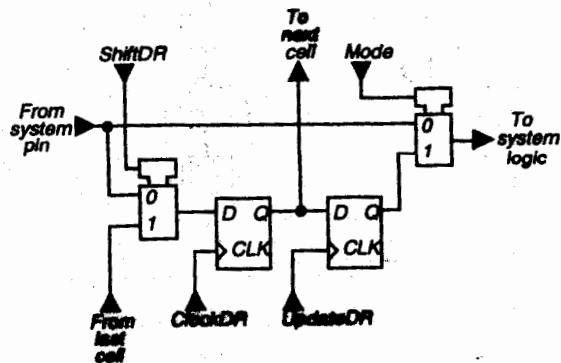 To
next
cell
ShiftDR
Mode
From
system
pin
0
1
To
system
logic
0
1
D Q
CLK
D Q
CLK
From
last
cell
ClockDR
UpdateDR